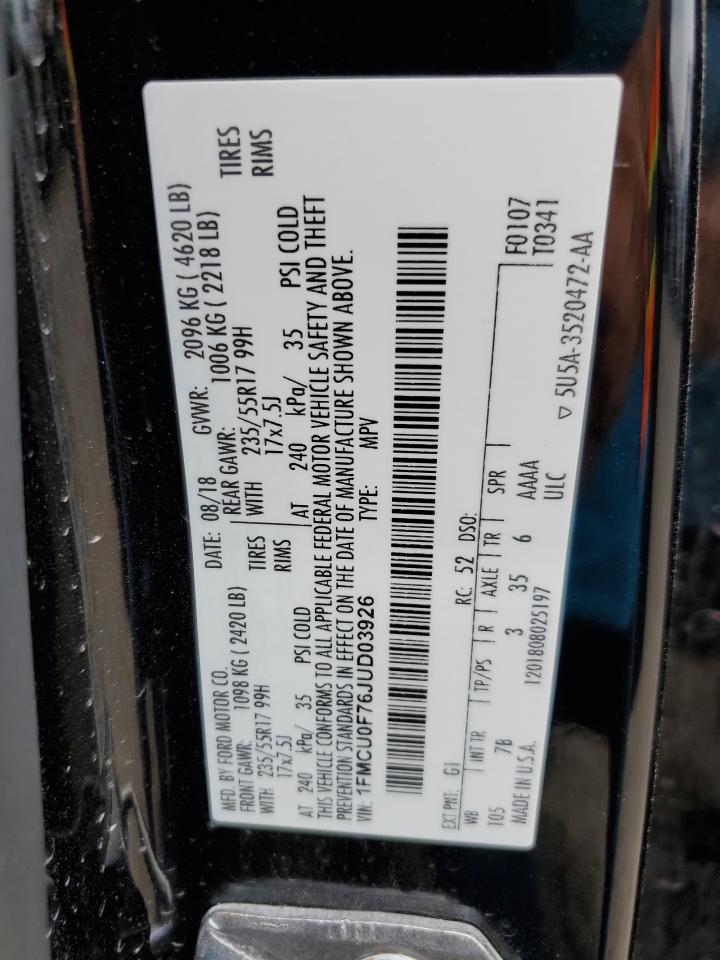 MFD. BY FORD MOTOR CO. DATE: 08/18 GVWR: 2096 KG ( 4620 LB)
FRONT GAWR: 1098 KG ( 2420 LB) REAR GAWR: 1006 KG ( 2218 LB)
WITH 235/55R17 99H TIRES WITH 235/55R17 99H TIRES
17x7.5J RIMS 17x7.5J RIMS
AT 240 kPa/ 35 PSI COLD AT 240 kPa/ 35 PSI COLD
THIS VEHICLE CONFORMS TO ALL APPLICABLE FEDERAL MOTOR VEHICLE SAFETY AND THEFT
PREVENTION STANDARDS IN EFFECT ON THE DATE OF MANUFACTURE SHOWN ABOVE.
VIN: 1FMCU0F76JUD03926 TYPE: MPV
EXT PNT: G1 RC: 52 DSO: F0107
WB INT TR TP/PS R AXLE TR SPR T0341
105 7B 3 35 6 AAAA
MADE IN U.S.A. 1201808025197 ULC ▽ 5U5A-3520472-AA